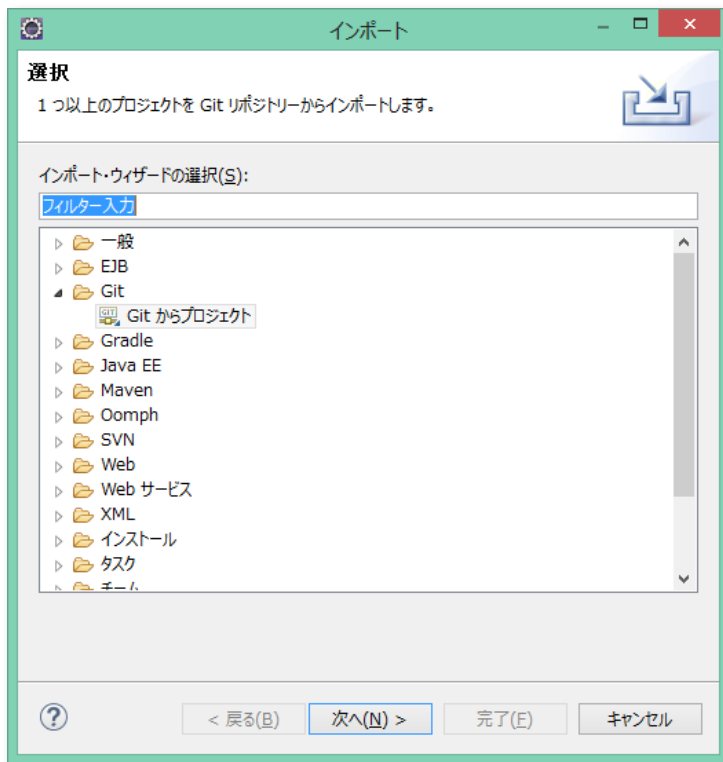 インポート
選択
1 つ以上のプロジェクトを Git リポジトリーからインポートします。
インポート・ウィザードの選択(S):
フィルター入力
一般
EJB
Git
GIT Git からプロジェクト
Gradle
Java EE
Maven
Oomph
SVN
Web
Web サービス
XML
インストール
タスク
チーム
< 戻る(B) 次へ(N) > 完了(F) キャンセル